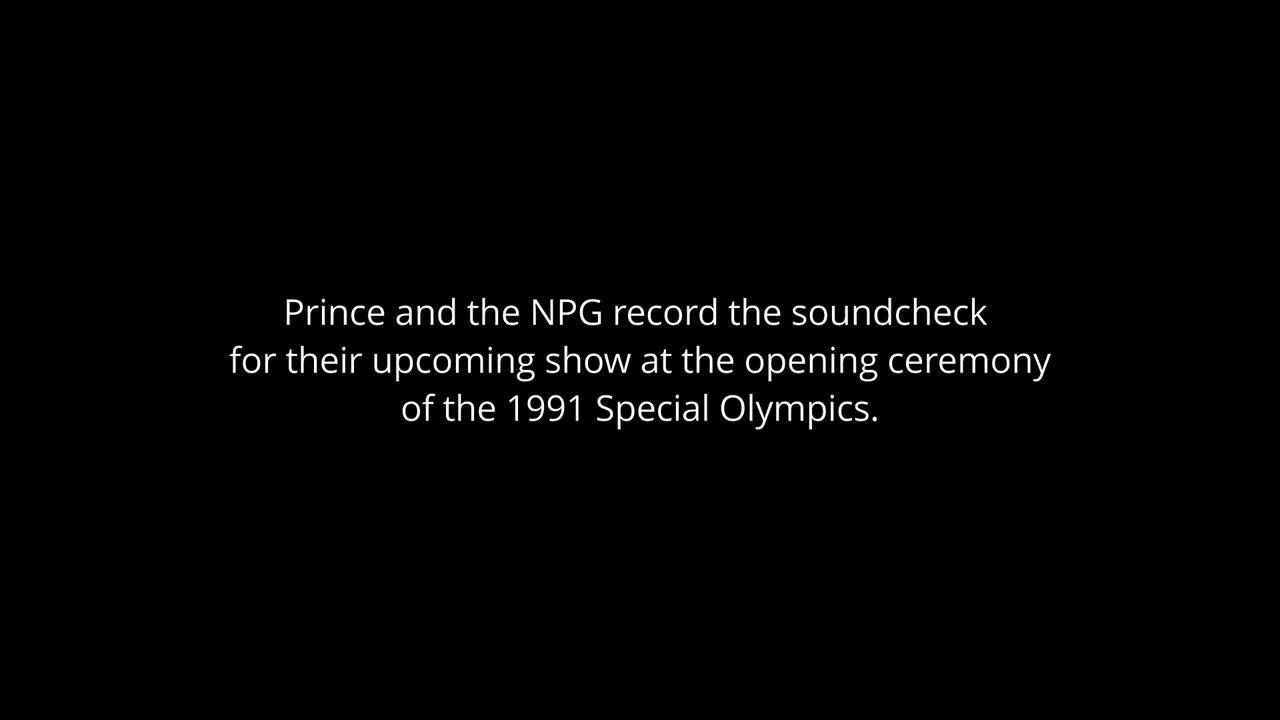 Prince and the NPG record the soundcheck
for their upcoming show at the opening ceremony
of the 1991 Special Olympics.